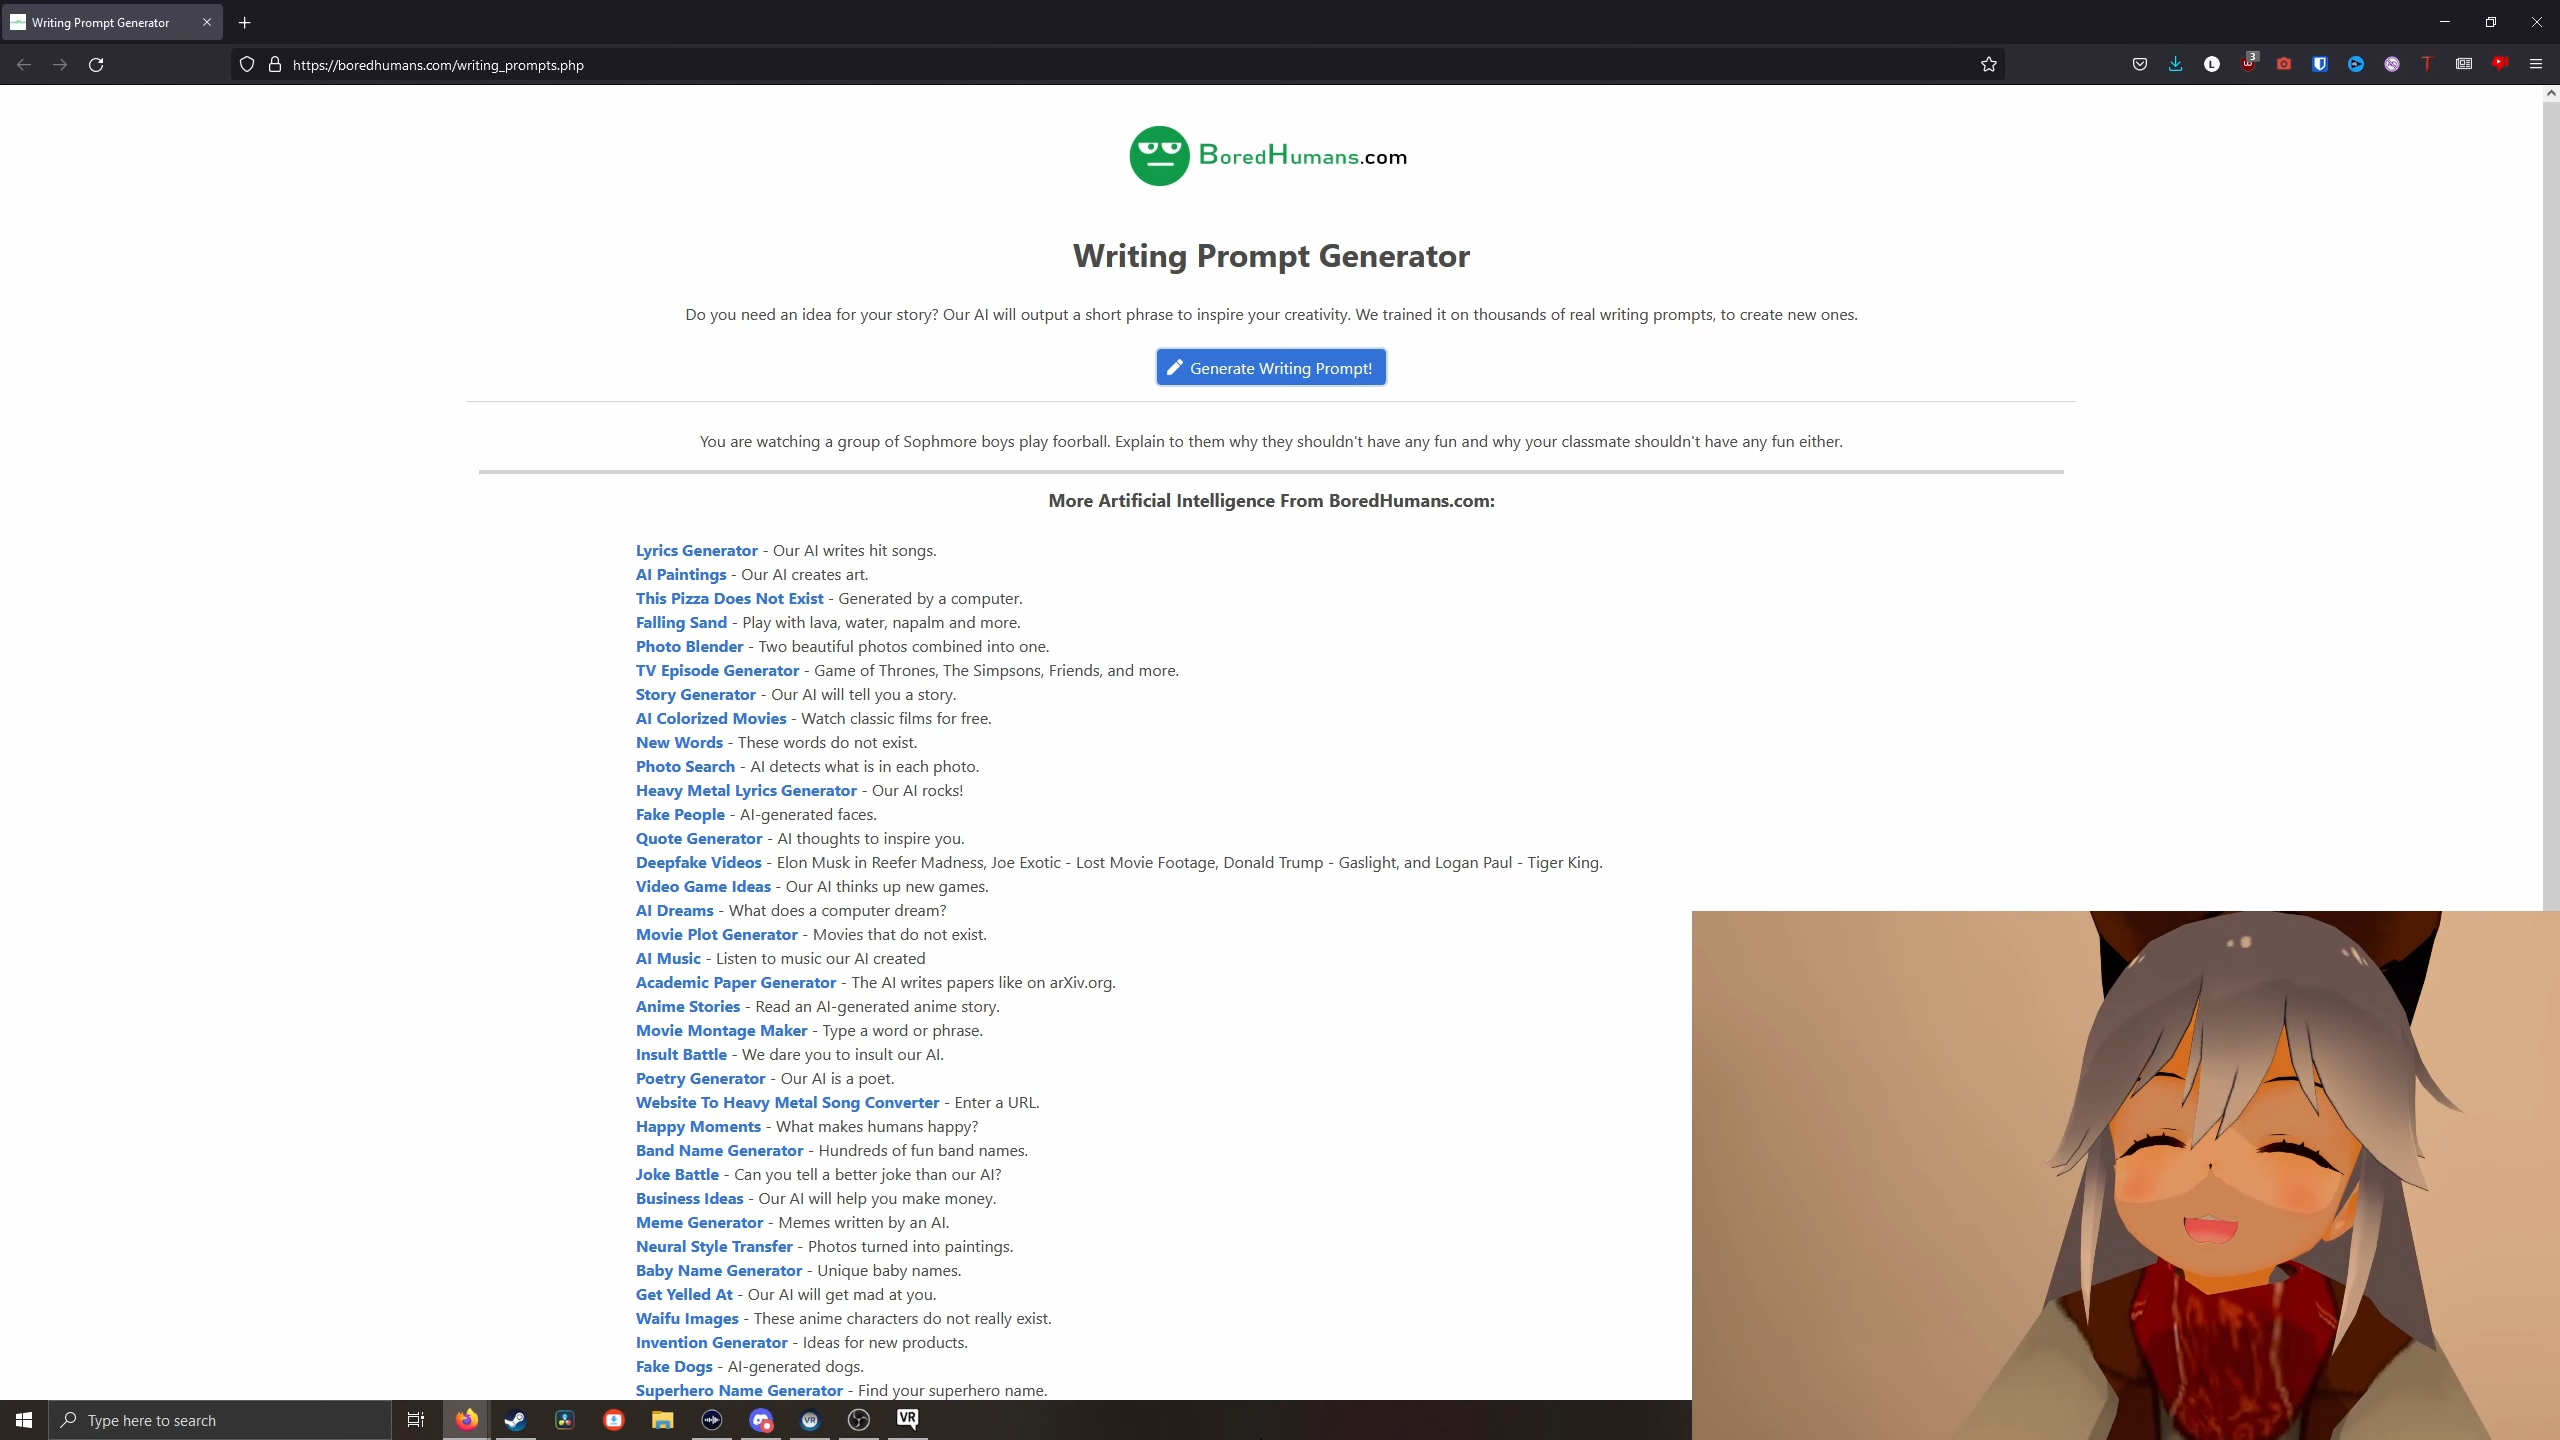 Writing Prompt Generator
https://boredhumans.com/writing_prompts.php
3
BoredHumans.com
Writing Prompt Generator
Do you need an idea for your story? Our AI will output a short phrase to inspire your creativity. We trained it on thousands of real writing prompts, to create new ones.
Generate Writing Prompt!
You are watching a group of Sophmore boys play foorball. Explain to them why they shouldn't have any fun and why your classmate shouldn't have any fun either.
More Artificial Intelligence From BoredHumans.com:
Lyrics Generator - Our AI writes hit songs.
AI Paintings - Our AI creates art.
This Pizza Does Not Exist - Generated by a computer.
Falling Sand - Play with lava, water, napalm and more.
Photo Blender - Two beautiful photos combined into one.
TV Episode Generator - Game of Thrones, The Simpsons, Friends, and more.
Story Generator - Our AI will tell you a story.
AI Colorized Movies - Watch classic films for free.
New Words - These words do not exist.
Photo Search - AI detects what is in each photo.
Heavy Metal Lyrics Generator - Our AI rocks!
Fake People - AI-generated faces.
Quote Generator - AI thoughts to inspire you.
Deepfake Videos - Elon Musk in Reefer Madness, Joe Exotic - Lost Movie Footage, Donald Trump - Gaslight, and Logan Paul - Tiger King.
Video Game Ideas - Our AI thinks up new games.
AI Dreams - What does a computer dream?
Movie Plot Generator - Movies that do not exist.
AI Music - Listen to music our AI created
Academic Paper Generator - The AI writes papers like on arXiv.org.
Anime Stories - Read an AI-generated anime story.
Movie Montage Maker - Type a word or phrase.
Insult Battle - We dare you to insult our AI.
Poetry Generator - Our AI is a poet.
Website To Heavy Metal Song Converter - Enter a URL.
Happy Moments - What makes humans happy?
Band Name Generator - Hundreds of fun band names.
Joke Battle - Can you tell a better joke than our AI?
Business Ideas - Our AI will help you make money.
Meme Generator - Memes written by an AI.
Neural Style Transfer - Photos turned into paintings.
Baby Name Generator - Unique baby names.
Get Yelled At - Our AI will get mad at you.
Waifu Images - These anime characters do not really exist.
Invention Generator - Ideas for new products.
Fake Dogs - AI-generated dogs.
Superhero Name Generator - Find your superhero name.
Type here to search
VR
VR